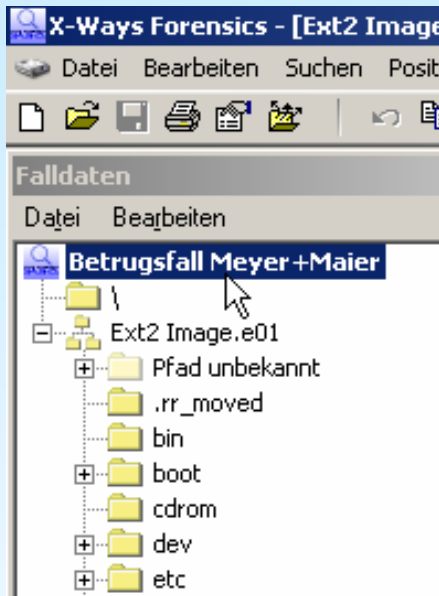 X-Ways Forensics - [Ext2 Image
Datei Bearbeiten Suchen Posit
Falldaten
Datei Bearbeiten
Betrugsfall Meyer+Maier
\
Ext2 Image.e01
Pfad unbekannt
.rr_moved
bin
boot
cdrom
dev
etc